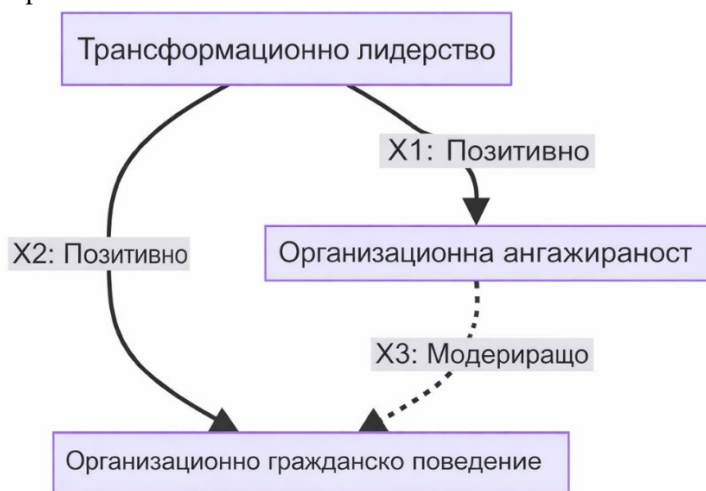 Трансформационно лидерство
X1: Позитивно
X2: Позитивно
Организационна ангажираност
X3: Модериращо
Организационно гражданско поведение